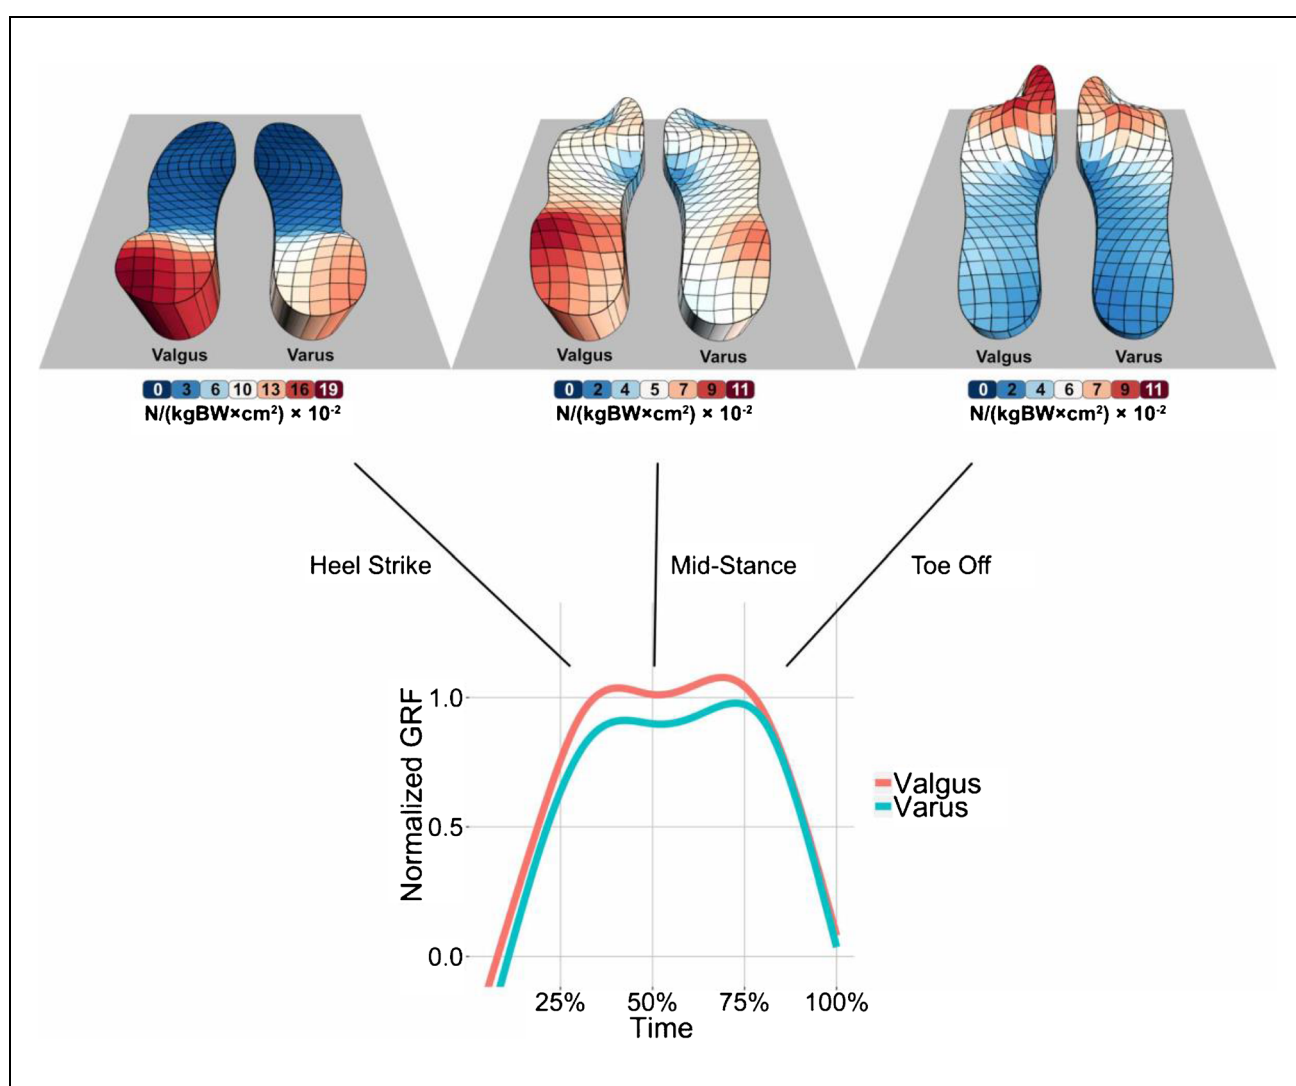 Valgus Varus
0 3 6 10 13 16 19
N/(kgBW×cm²) × 10⁻²
Valgus Varus
0 2 4 5 7 9 11
N/(kgBW×cm²) × 10⁻²
Valgus Varus
0 2 4 6 7 9 11
N/(kgBW×cm²) × 10⁻²
Heel Strike
Mid-Stance
Toe Off
Normalized GRF
1.0
0.5
0.0
25% 50% 75% 100%
Time
Valgus
Varus